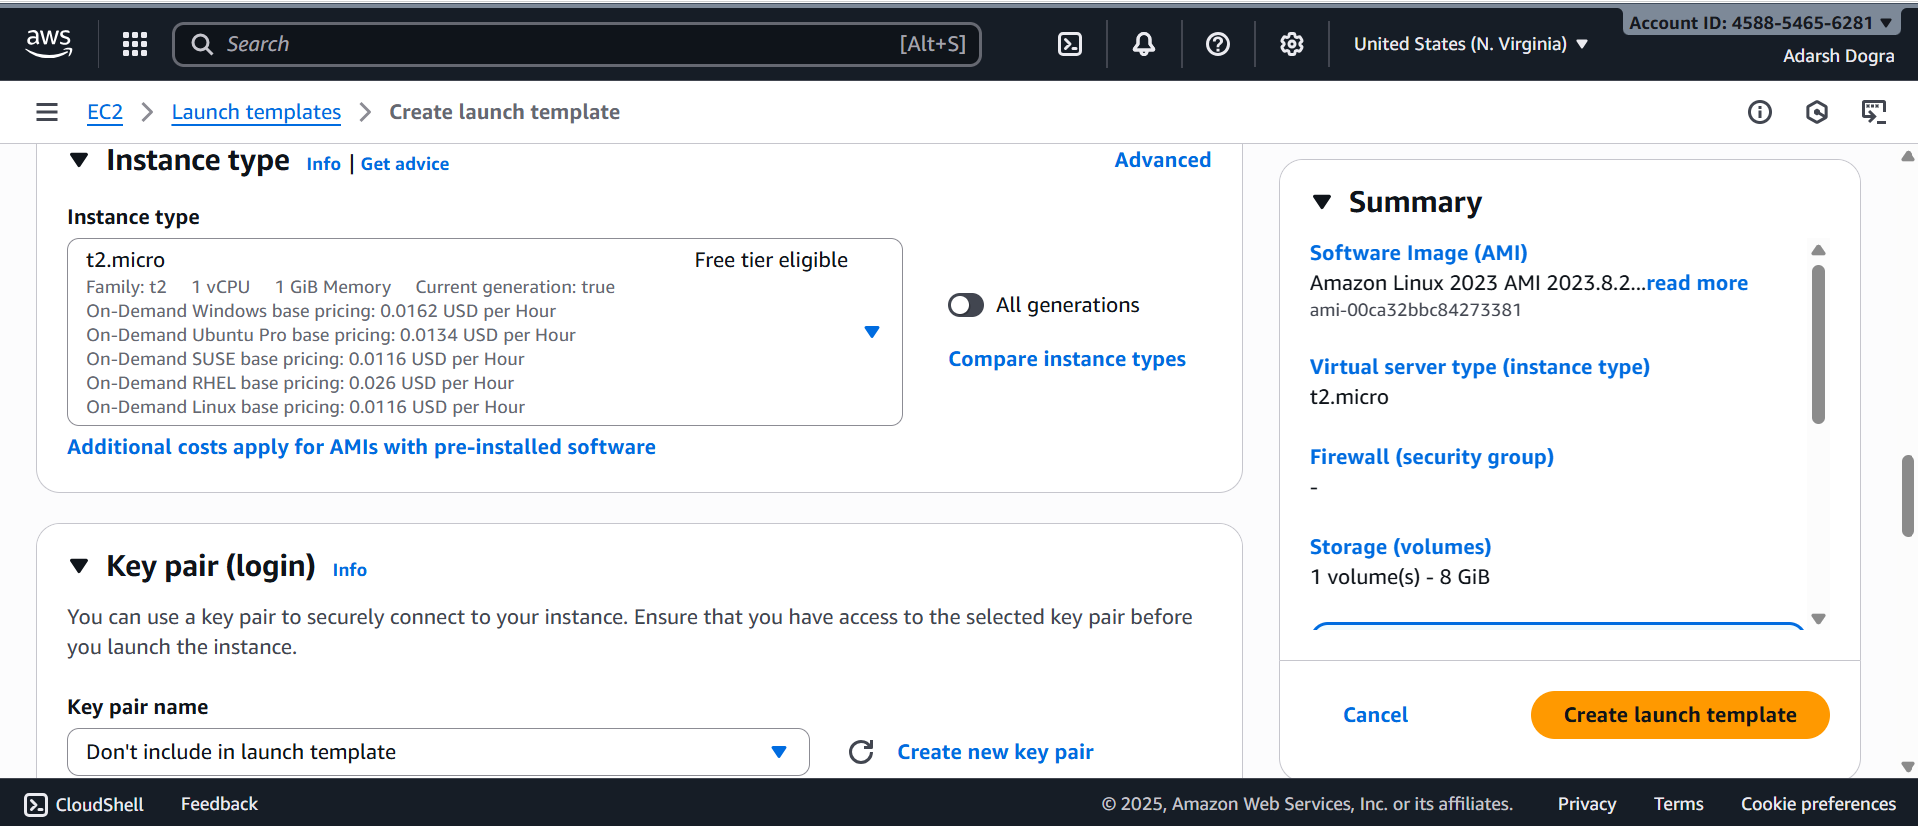 aws
Search [Alt+S]
United States (N. Virginia)
Account ID: 4588-5465-6281
Adarsh Dogra
EC2 Launch templates Create launch template
Instance type Info | Get advice Advanced
Instance type
t2.micro Free tier eligible
Family: t2 1 vCPU 1 GiB Memory Current generation: true
On-Demand Windows base pricing: 0.0162 USD per Hour
On-Demand Ubuntu Pro base pricing: 0.0134 USD per Hour
On-Demand SUSE base pricing: 0.0116 USD per Hour
On-Demand RHEL base pricing: 0.026 USD per Hour
On-Demand Linux base pricing: 0.0116 USD per Hour
All generations
Compare instance types
Additional costs apply for AMIs with pre-installed software
Key pair (login) Info
You can use a key pair to securely connect to your instance. Ensure that you have access to the selected key pair before
you launch the instance.
Key pair name
Don't include in launch template
Create new key pair
Summary
Software Image (AMI)
Amazon Linux 2023 AMI 2023.8.2...read more
ami-00ca32bbc84273381
Virtual server type (instance type)
t2.micro
Firewall (security group)
-
Storage (volumes)
1 volume(s) - 8 GiB
Cancel Create launch template
CloudShell Feedback © 2025, Amazon Web Services, Inc. or its affiliates. Privacy Terms Cookie preferences